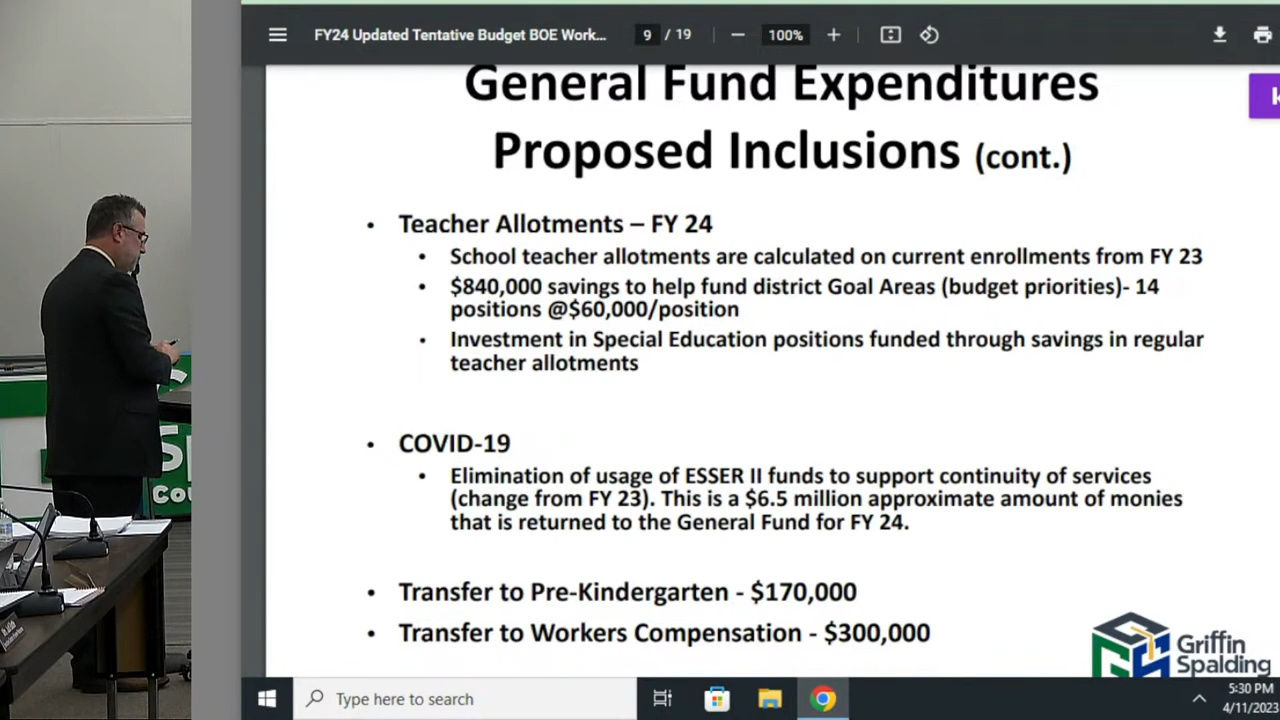 FY24 Updated Tentative Budget BOE Work...
9 / 19
100%
General Fund Expenditures
Proposed Inclusions (cont.)
• Teacher Allotments – FY 24
• School teacher allotments are calculated on current enrollments from FY 23
• $840,000 savings to help fund district Goal Areas (budget priorities)- 14
positions @$60,000/position
• Investment in Special Education positions funded through savings in regular
teacher allotments
• COVID-19
• Elimination of usage of ESSER II funds to support continuity of services
(change from FY 23). This is a $6.5 million approximate amount of monies
that is returned to the General Fund for FY 24.
• Transfer to Pre-Kindergarten - $170,000
• Transfer to Workers Compensation - $300,000
Griffin
Spalding
Type here to search
5:30 PM
4/11/2023